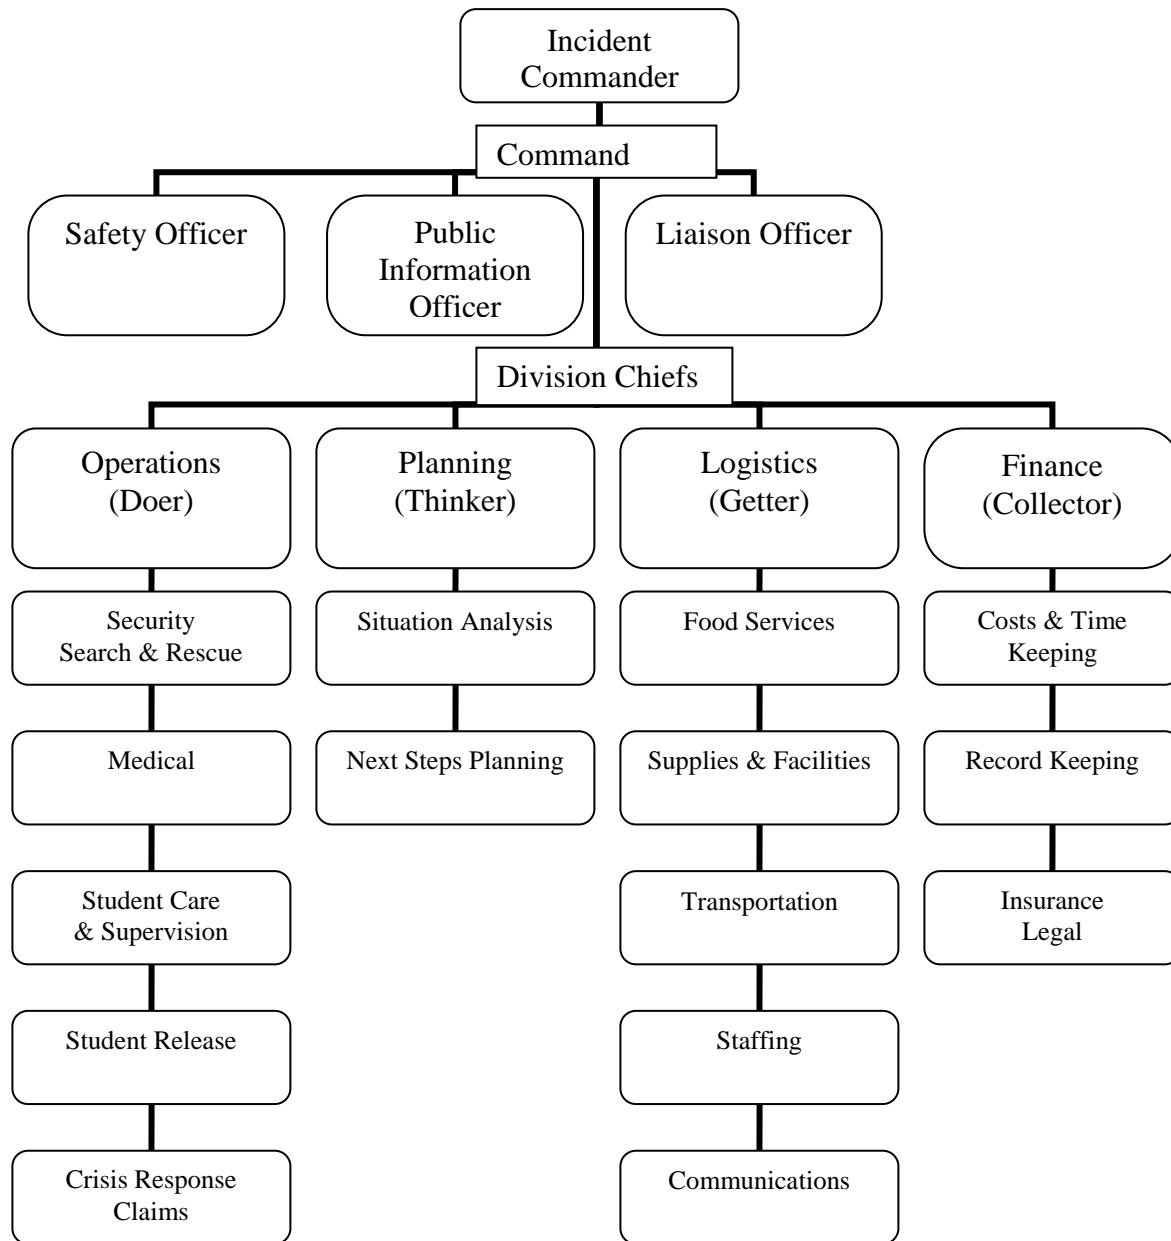 Incident
Commander
Command
Safety Officer
Public
Information
Officer
Liaison Officer
Division Chiefs
Operations
(Doer)
Planning
(Thinker)
Logistics
(Getter)
Finance
(Collector)
Security
Search & Rescue
Situation Analysis
Food Services
Costs & Time
Keeping
Medical
Next Steps Planning
Supplies & Facilities
Record Keeping
Student Care
& Supervision
Transportation
Insurance
Legal
Student Release
Staffing
Crisis Response
Claims
Communications